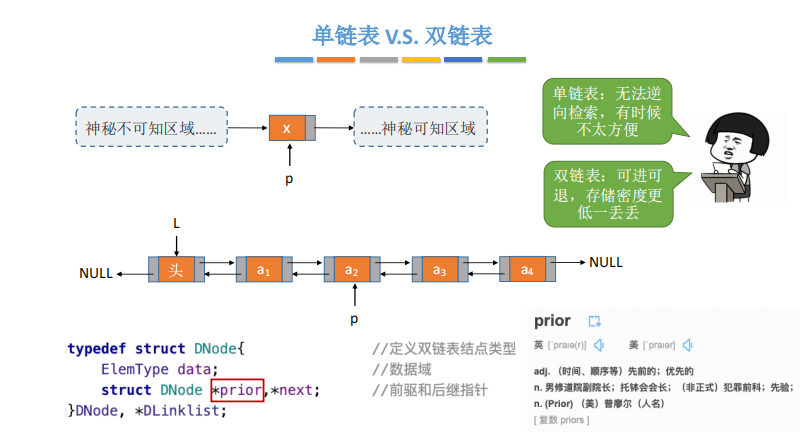 单链表 V.S. 双链表
神秘不可知区域……
x
……神秘可知区域
p
单链表：无法逆
向检索，有时候
不太方便
双链表：可进可
退，存储密度更
低一丢丢
L
NULL
头
a1
a2
a3
a4
NULL
p
typedef struct DNode{ //定义双链表结点类型
ElemType data; //数据域
struct DNode *prior,*next; //前驱和后继指针
}DNode, *DLinklist;
prior
英 [ˈpraɪə(r)] 美 [ˈpraɪər]
adj. （时间、顺序等）先前的；优先的
n. 男修道院副院长；托钵会会长；（非正式）犯罪前科；先验；
n. (Prior) （美）普廖尔（人名）
[ 复数 priors ]